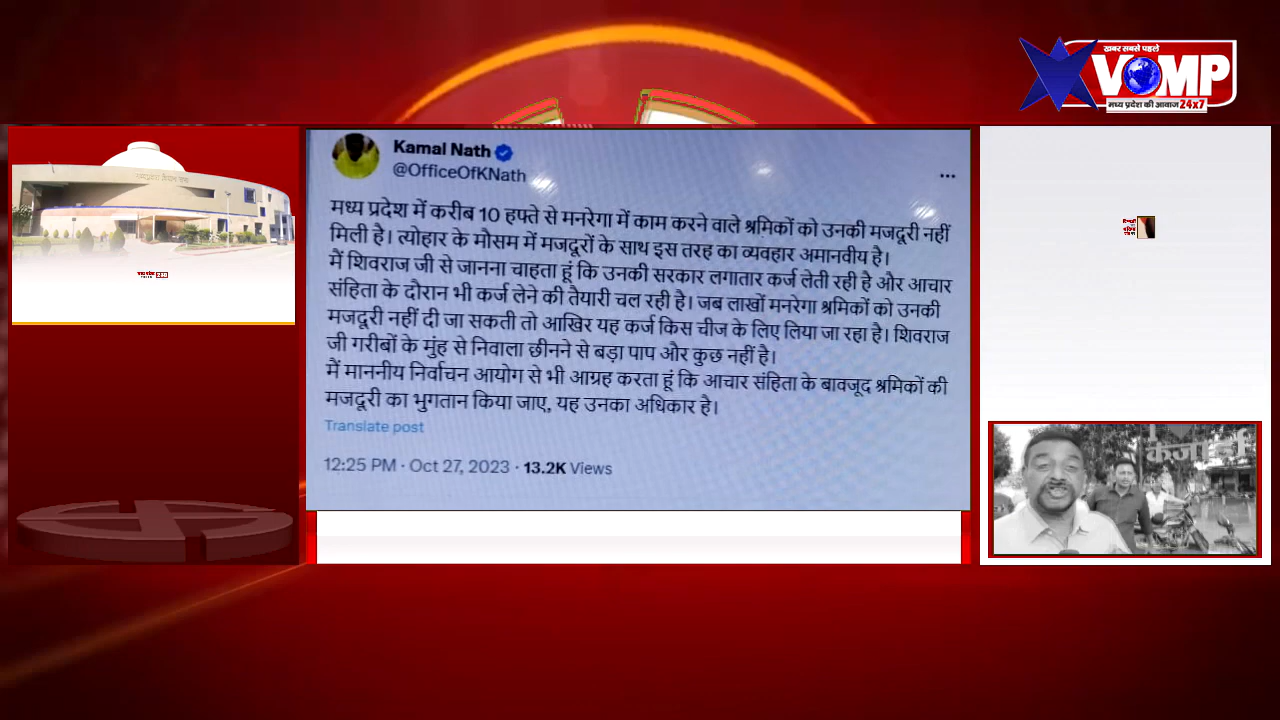 ख़बर सबसे पहले
VOMP
मध्य प्रदेश की आवाज 24x7
Kamal Nath
@OfficeOfKNath
मध्य प्रदेश में करीब 10 हफ्ते से मनरेगा में काम करने वाले श्रमिकों को उनकी मजदूरी नहीं
मिली है। त्योहार के मौसम में मजदूरों के साथ इस तरह का व्यवहार अमानवीय है।
मैं शिवराज जी से जानना चाहता हूं कि उनकी सरकार लगातार कर्ज लेती रही है और आचार
संहिता के दौरान भी कर्ज लेने की तैयारी चल रही है। जब लाखों मनरेगा श्रमिकों को उनकी
मजदूरी नहीं दी जा सकती तो आखिर यह कर्ज किस चीज के लिए लिया जा रहा है। शिवराज
जी गरीबों के मुंह से निवाला छीनने से बड़ा पाप और कुछ नहीं है।
मैं माननीय निर्वाचन आयोग से भी आग्रह करता हूं कि आचार संहिता के बावजूद श्रमिकों की
मजदूरी का भुगतान किया जाए, यह उनका अधिकार है।
Translate post
12:25 PM · Oct 27, 2023 · 13.2K Views